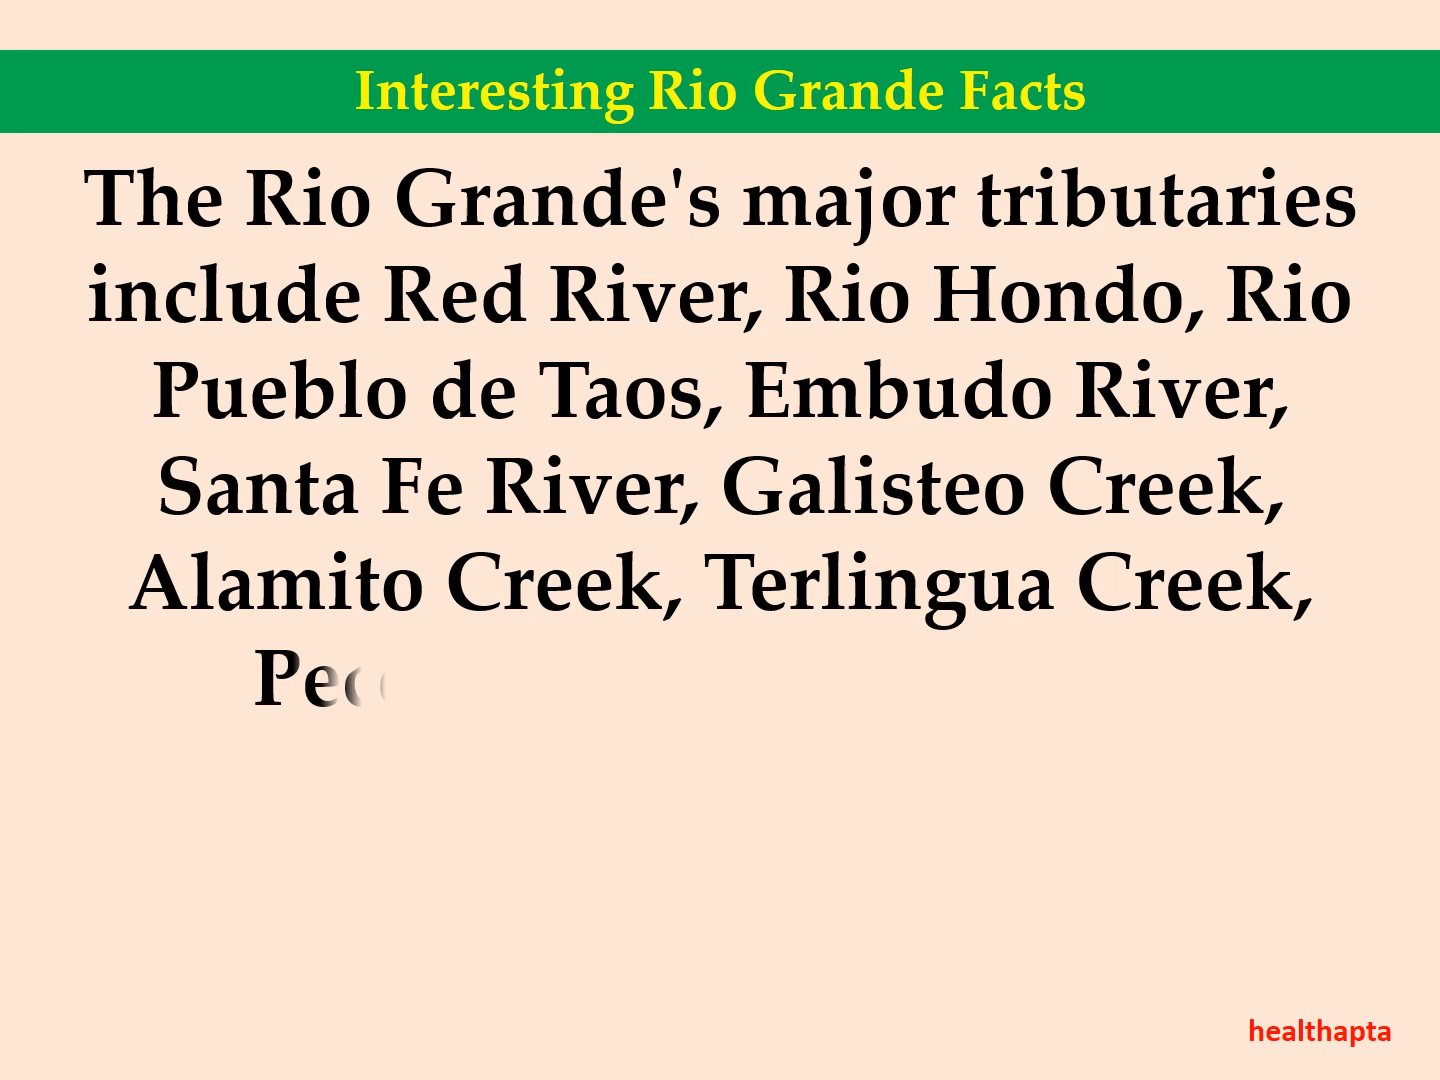 Interesting Rio Grande Facts
The Rio Grande's major tributaries
include Red River, Rio Hondo, Rio
Pueblo de Taos, Embudo River,
Santa Fe River, Galisteo Creek,
Alamito Creek, Terlingua Creek,
healthapta